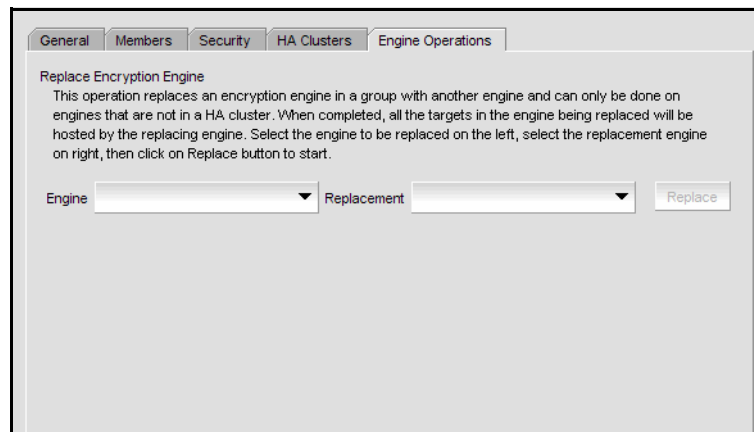 General Members Security HA Clusters Engine Operations
Replace Encryption Engine
This operation replaces an encryption engine in a group with another engine and can only be done on
engines that are not in a HA cluster. When completed, all the targets in the engine being replaced will be
hosted by the replacing engine. Select the engine to be replaced on the left, select the replacement engine
on right, then click on Replace button to start.
Engine Replacement Replace